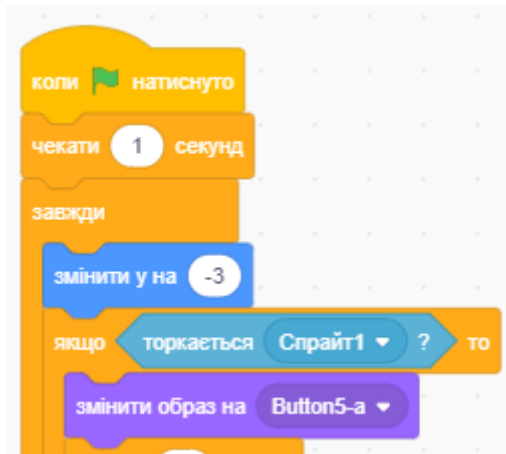 коли натиснуто
чекати 1 секунд
завжди
змінити у на -3
якщо торкається Спрайт1 ? то
змінити образ на Button5-a